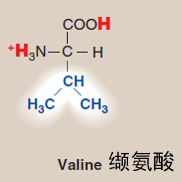 COOH
⁺H₃N—C—H
CH
H₃C CH₃
Valine 缬氨酸